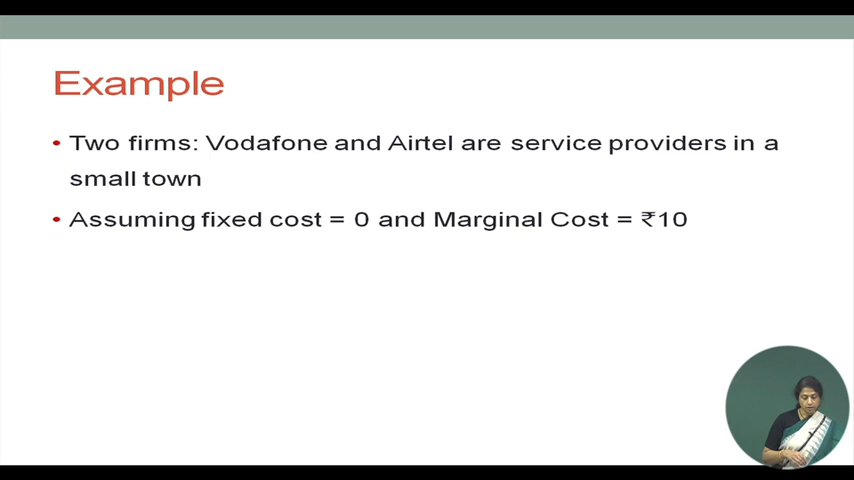 Example
• Two firms: Vodafone and Airtel are service providers in a
small town
• Assuming fixed cost = 0 and Marginal Cost = ₹10